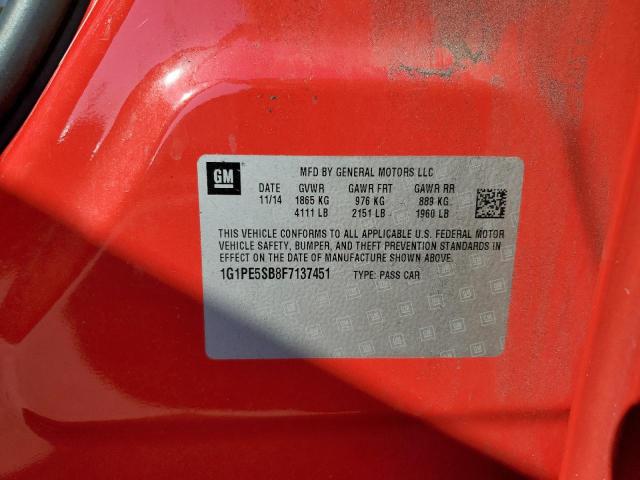 GM
MFD BY GENERAL MOTORS LLC
DATE GVWR GAWR FRT GAWR RR
11/14 1865 KG 976 KG 889 KG
4111 LB 2151 LB 1960 LB
THIS VEHICLE CONFORMS TO ALL APPLICABLE U.S. FEDERAL MOTOR
VEHICLE SAFETY, BUMPER, AND THEFT PREVENTION STANDARDS IN
EFFECT ON THE DATE OF MANUFACTURE SHOWN ABOVE.
1G1PE5SB8F7137451 TYPE: PASS CAR